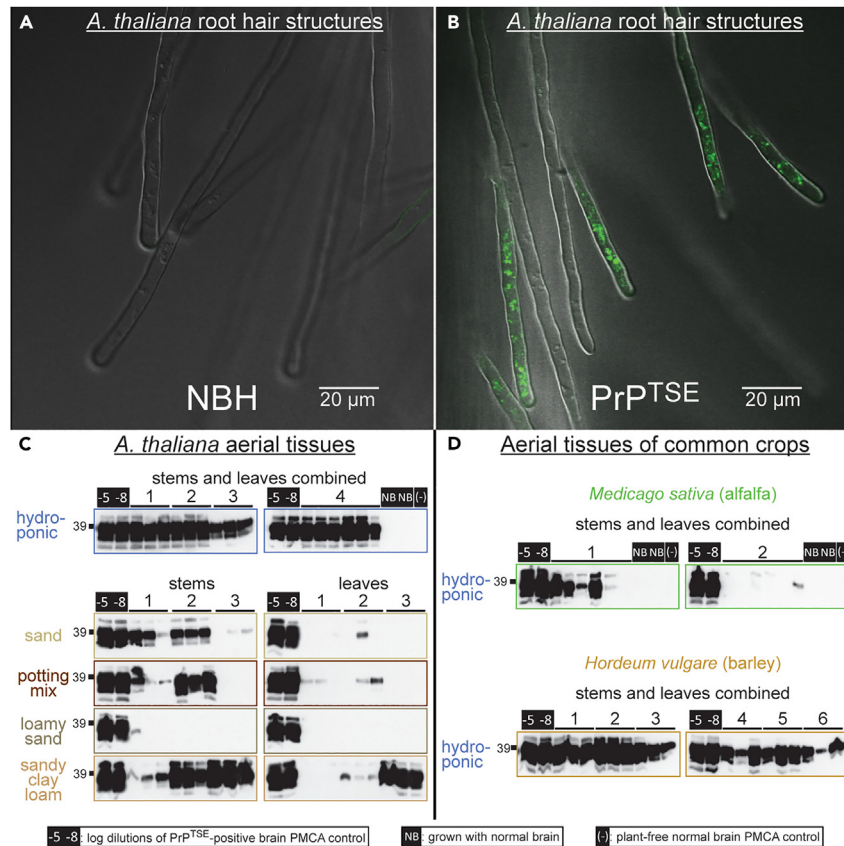 A A. thaliana root hair structures
NBH
20 µm
B A. thaliana root hair structures
PrPTSE
20 µm
C A. thaliana aerial tissues
stems and leaves combined
-5 -8 1 2 3
-5 -8 4 NB NB (-)
hydro-
ponic
39
stems
leaves
-5 -8 1 2 3
-5 -8 1 2 3
sand
39
potting
mix
39
loamy
sand
39
sandy
clay
loam
39
D Aerial tissues of common crops
Medicago sativa (alfalfa)
stems and leaves combined
-5 -8 1 NB NB (-)
-5 -8 2 NB NB (-)
hydro-
ponic
39
Hordeum vulgare (barley)
stems and leaves combined
-5 -8 1 2 3
-5 -8 4 5 6
hydro-
ponic
39
-5 -8 : log dilutions of PrPTSE-positive brain PMCA control
NB : grown with normal brain
(-) : plant-free normal brain PMCA control